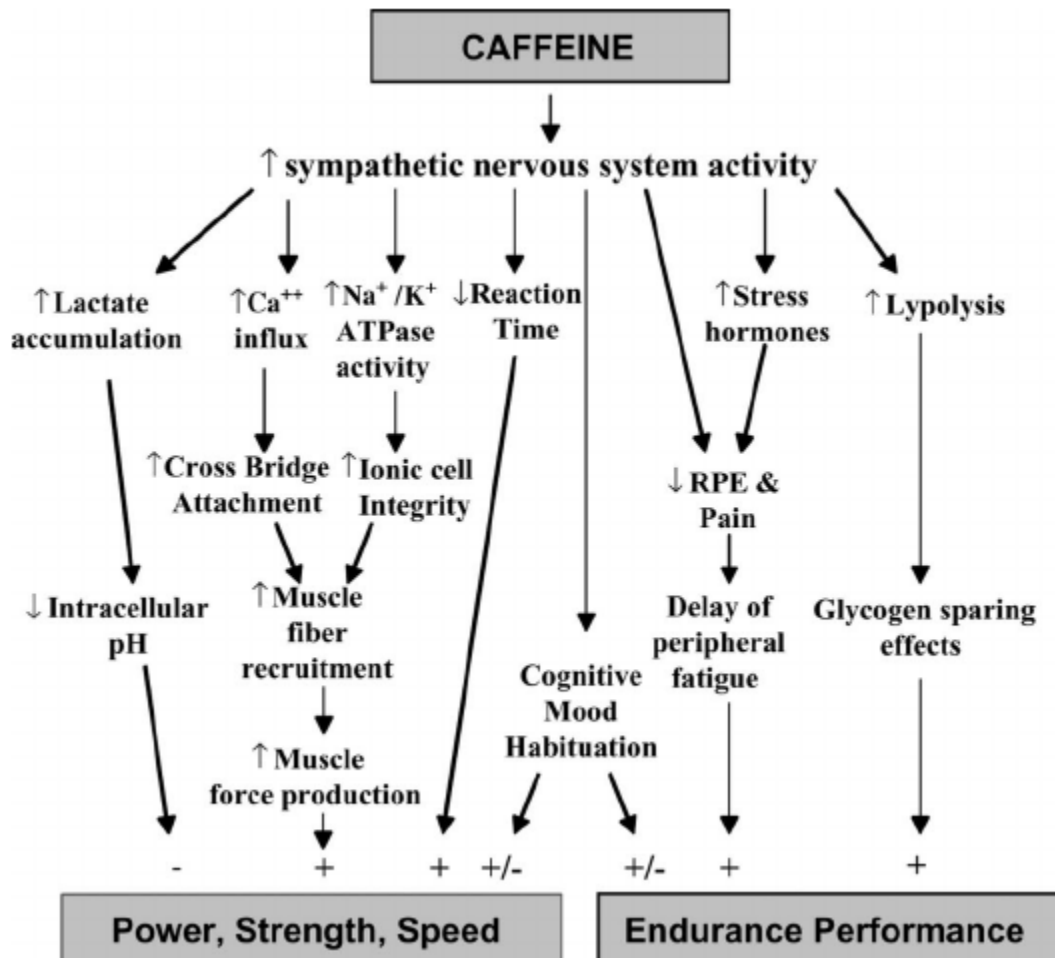 CAFFEINE
↑sympathetic nervous system activity
↑Lactate
accumulation
↑Ca⁺⁺
influx
↑Na⁺ /K⁺
ATPase
activity
↓Reaction
Time
↑Stress
hormones
↑ Lypolysis
↑Cross Bridge
Attachment
↑Ionic cell
Integrity
↓ RPE &
Pain
↓ Intracellular
pH
↑Muscle
fiber
recruitment
Delay of
peripheral
fatigue
Glycogen sparing
effects
Cognitive
Mood
Habituation
↑Muscle
force production
- + + +/- +/- + +
Power, Strength, Speed
Endurance Performance